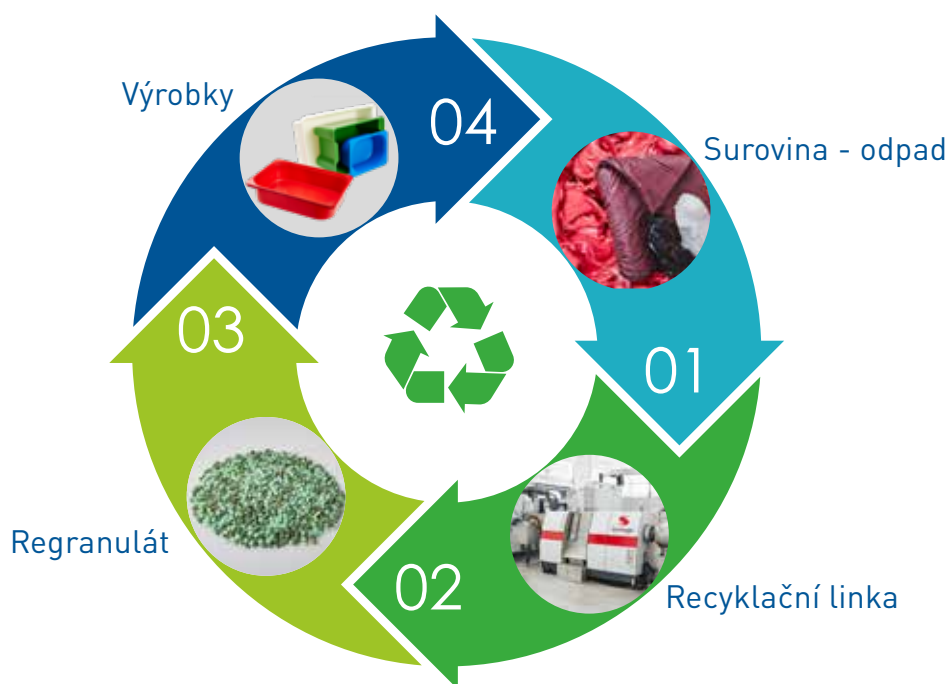 Surovina - odpad
01
Recyklační linka
02
Regranulát
03
Výrobky
04